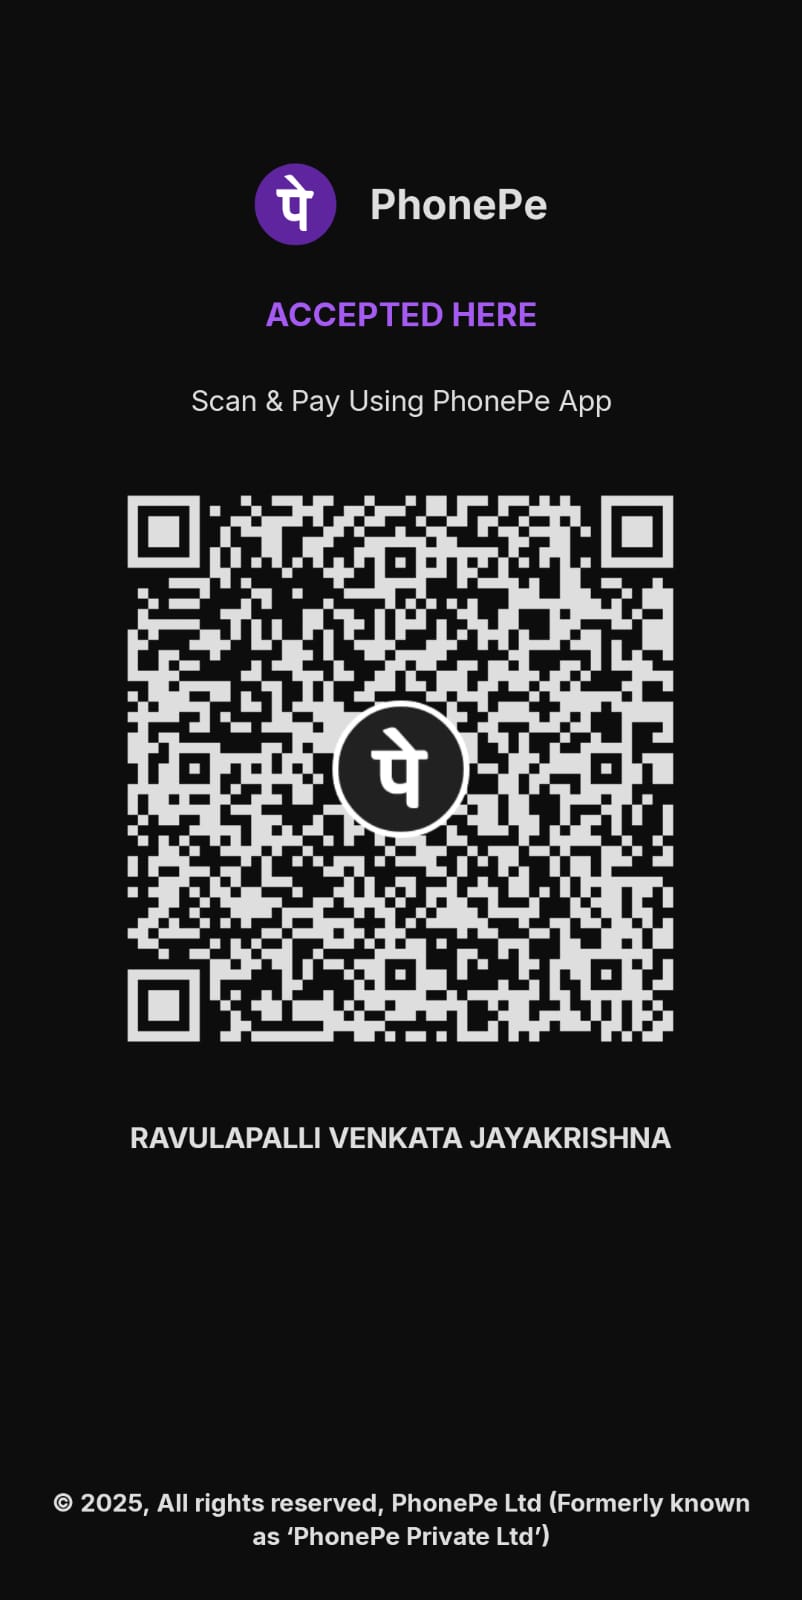 पे PhonePe
ACCEPTED HERE
Scan & Pay Using PhonePe App
पे
RAVULAPALLI VENKATA JAYAKRISHNA
© 2025, All rights reserved, PhonePe Ltd (Formerly known
as ‘PhonePe Private Ltd’)